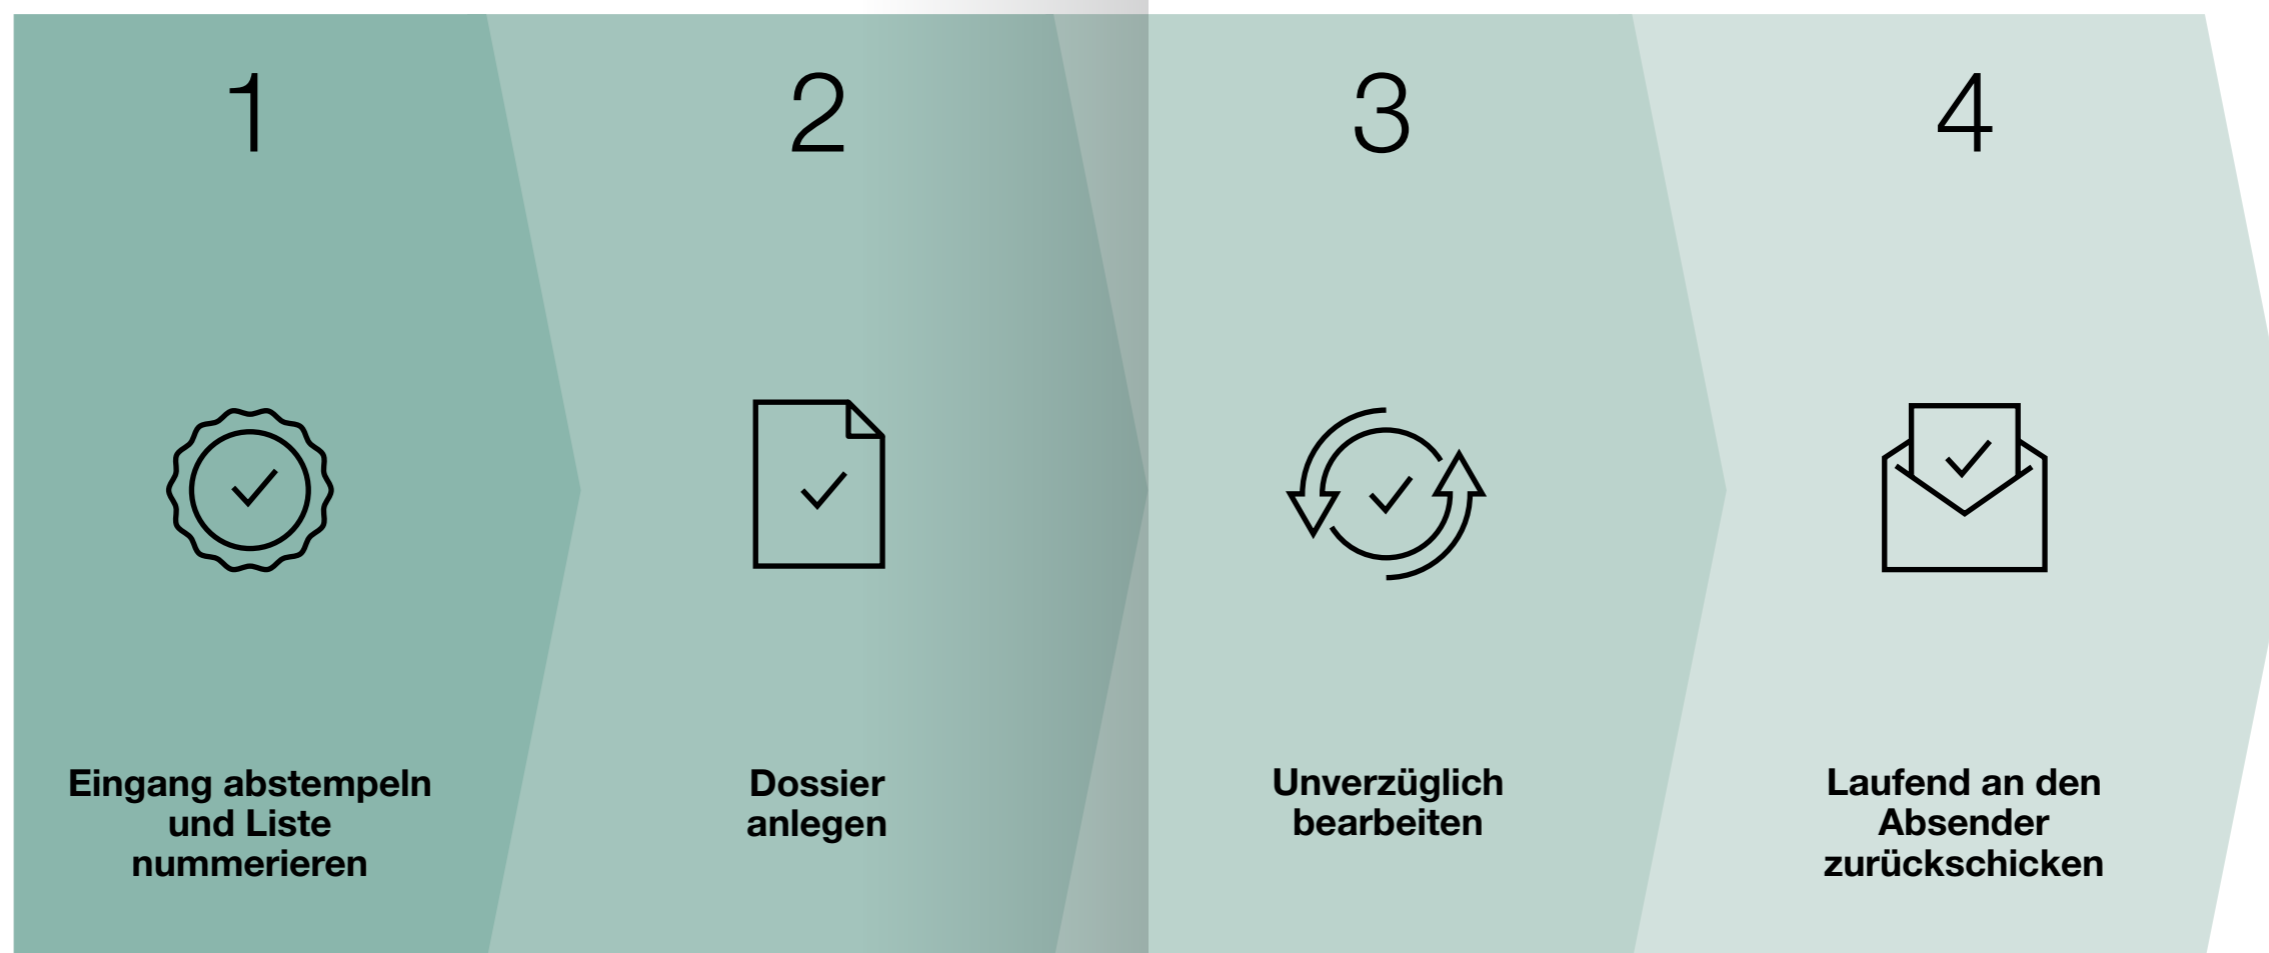 1
Eingang abstempeln
und Liste
nummerieren
2
Dossier
anlegen
3
Unverzüglich
bearbeiten
4
Laufend an den
Absender
zurückschicken